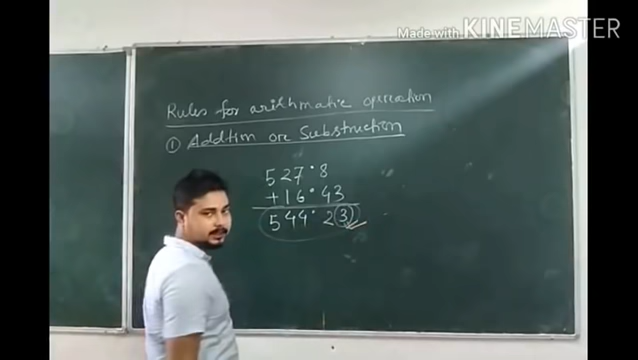 Made with KINEMASTER
Rules for arithmatic operation
① Addtion or Substruction
527.8
+16.43
544.23